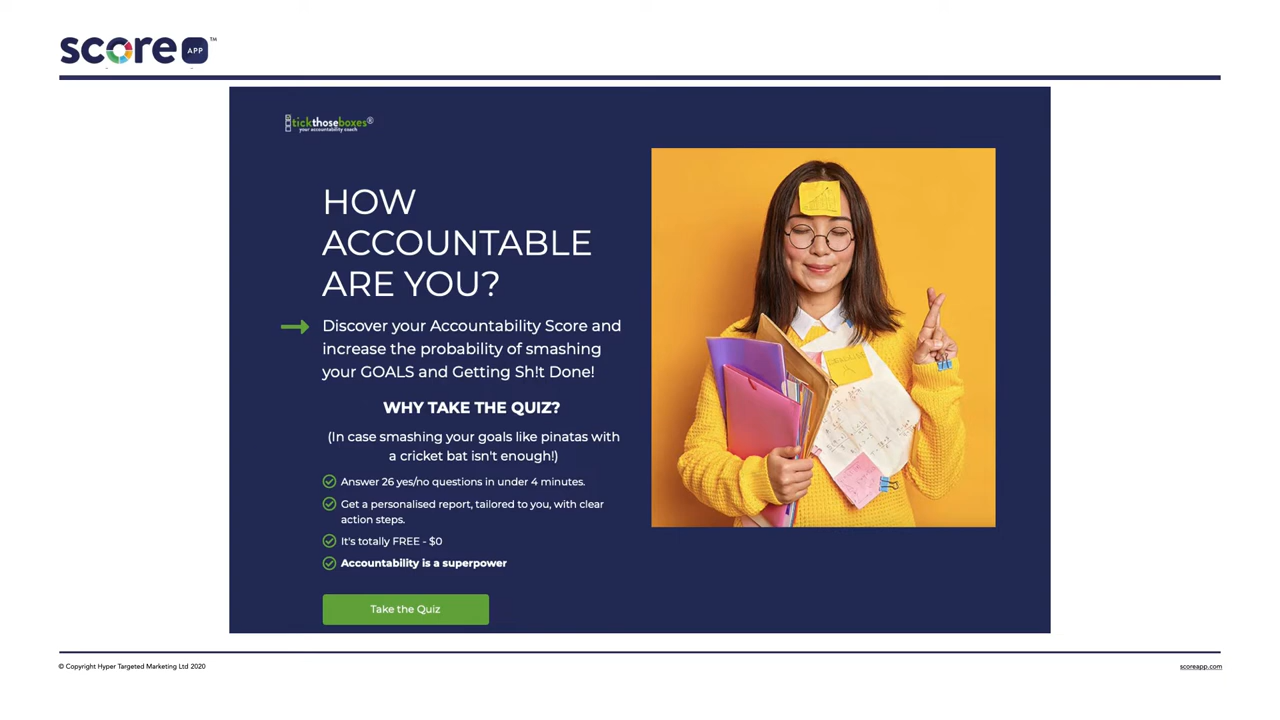 score APP ™
tickthoseboxes®
your accountability coach
HOW
ACCOUNTABLE
ARE YOU?
Discover your Accountability Score and
increase the probability of smashing
your GOALS and Getting Sh!t Done!
WHY TAKE THE QUIZ?
(In case smashing your goals like pinatas with
a cricket bat isn't enough!)
Answer 26 yes/no questions in under 4 minutes.
Get a personalised report, tailored to you, with clear
action steps.
It's totally FREE - $0
Accountability is a superpower
Take the Quiz
© Copyright Hyper Targeted Marketing Ltd 2020
scoreapp.com